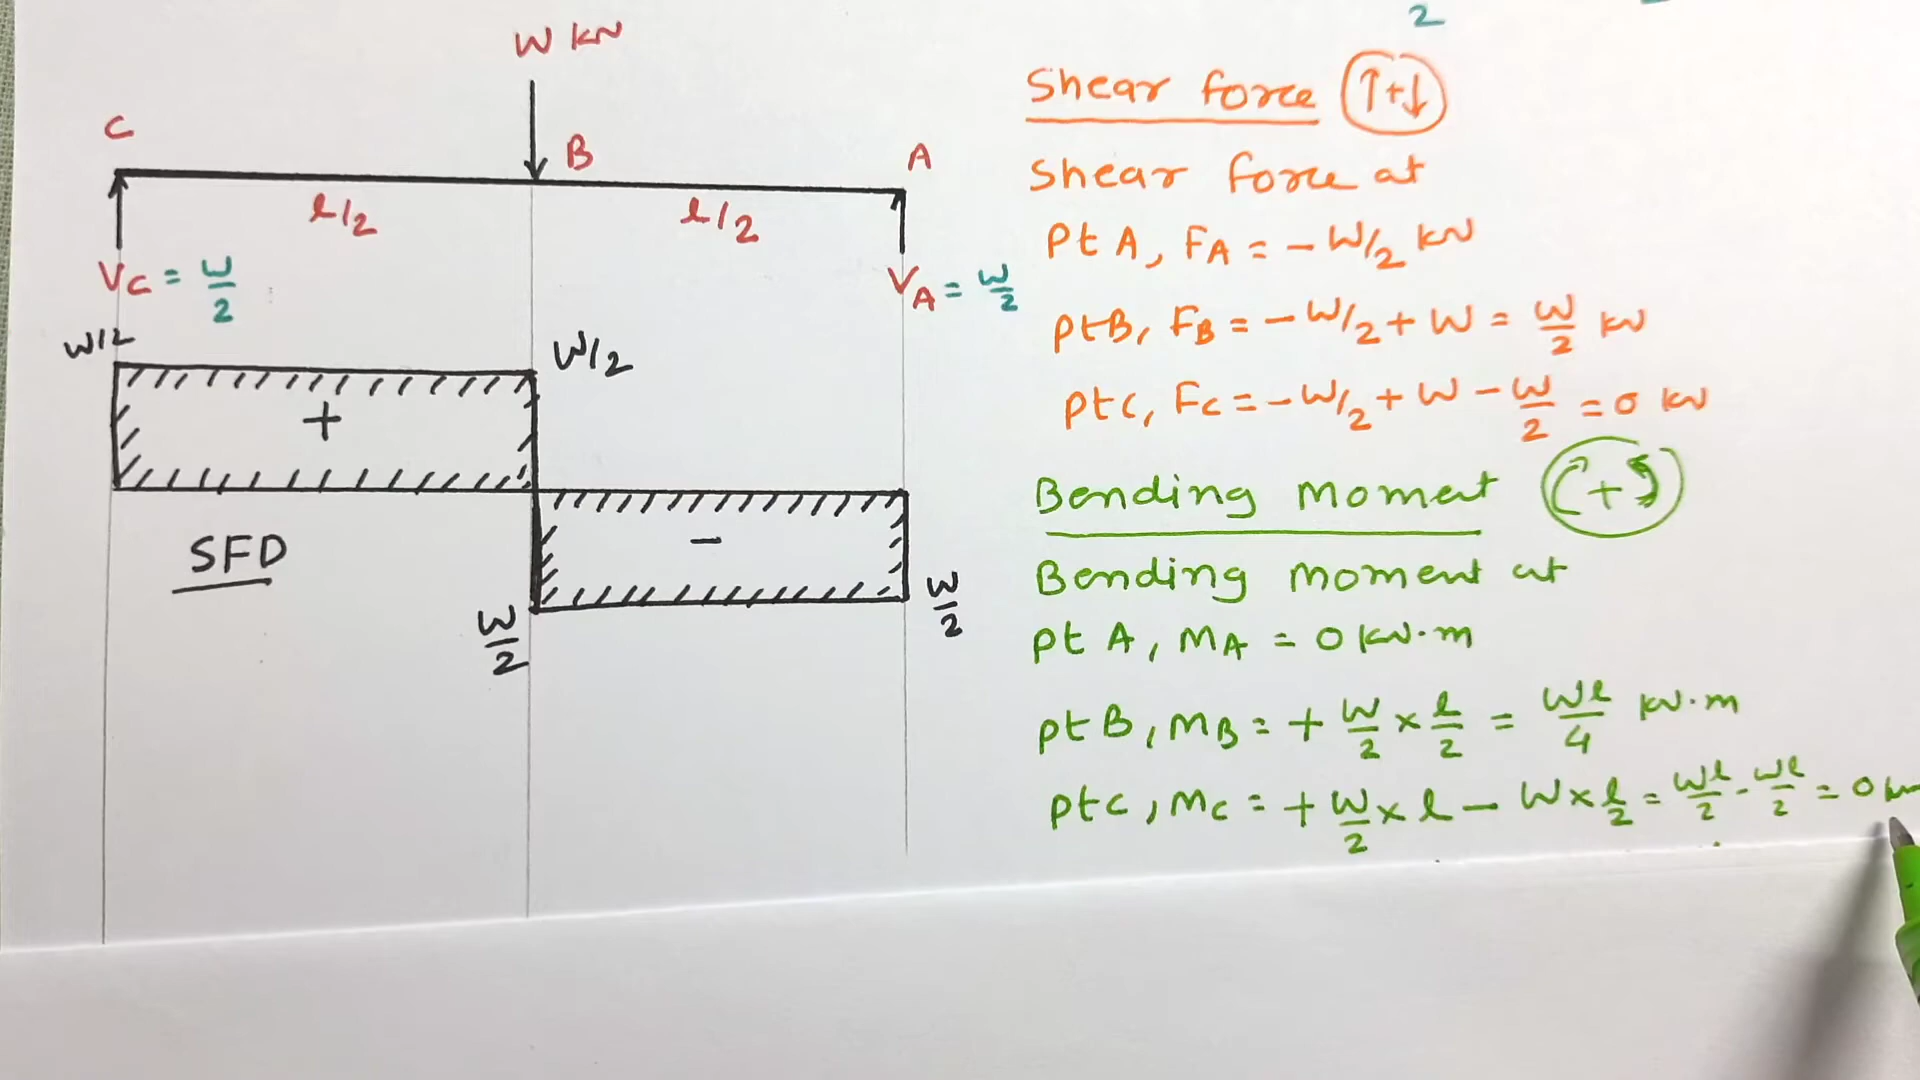 2
W kN
C
B
A
l/2
l/2
VC = W/2
VA = W/2
W/2
W/2
+
-
SFD
W/2
W/2
Shear force ↑+↓
Shear force at
Pt A, FA = - W/2 kN
pt B, FB = - W/2 + W = W/2 kN
pt C, FC = - W/2 + W - W/2 = 0 kN
Bending Moment (+)
Bending moment at
pt A, MA = 0 kN·m
pt B, MB = + W/2 × l/2 = Wl/4 kN·m
pt C, MC = + W/2 × l - W × l/2 = Wl/2 - Wl/2 = 0